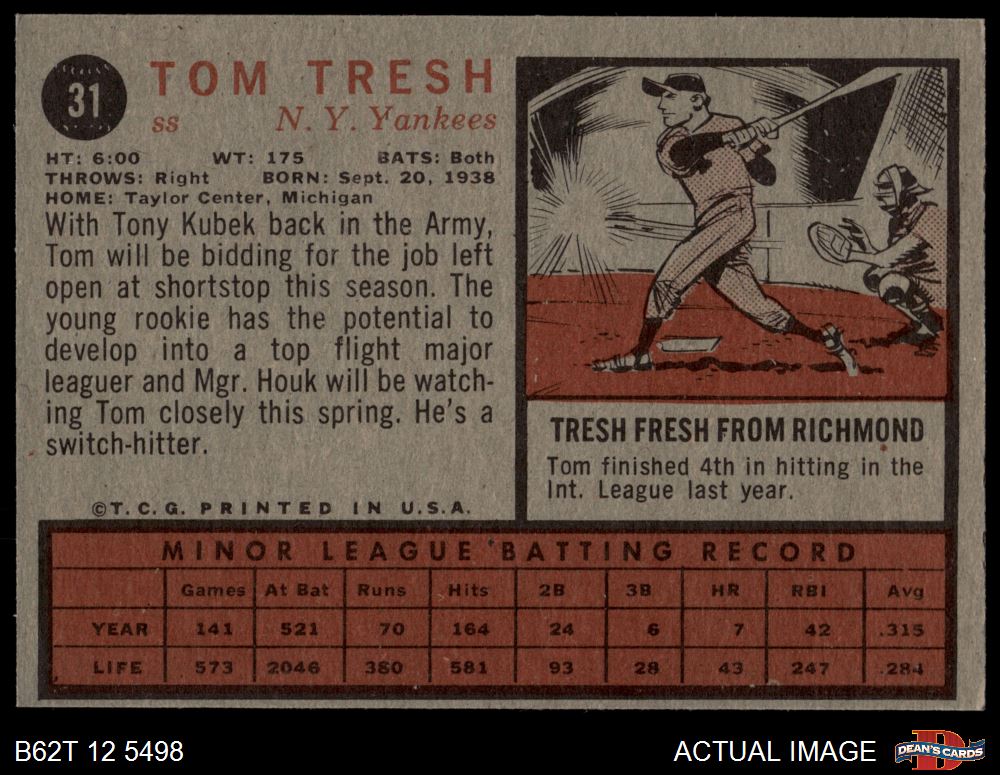 31
TOM TRESH
ss N. Y. Yankees
HT: 6:00 WT: 175 BATS: Both
THROWS: Right BORN: Sept. 20, 1938
HOME: Taylor Center, Michigan
With Tony Kubek back in the Army,
Tom will be bidding for the job left
open at shortstop this season. The
young rookie has the potential to
develop into a top flight major
leaguer and Mgr. Houk will be watch-
ing Tom closely this spring. He's a
switch-hitter.
©T. C. G. PRINTED IN U.S.A.
TRESH FRESH FROM RICHMOND
Tom finished 4th in hitting in the
Int. League last year.
MINOR LEAGUE BATTING RECORD
Games At Bat Runs Hits 2B 3B HR RBI Avg
YEAR 141 521 70 164 24 6 7 42 .315
LIFE 573 2046 380 581 93 28 43 247 .284
B62T 12 5498
ACTUAL IMAGE
DEAN'S CARDS